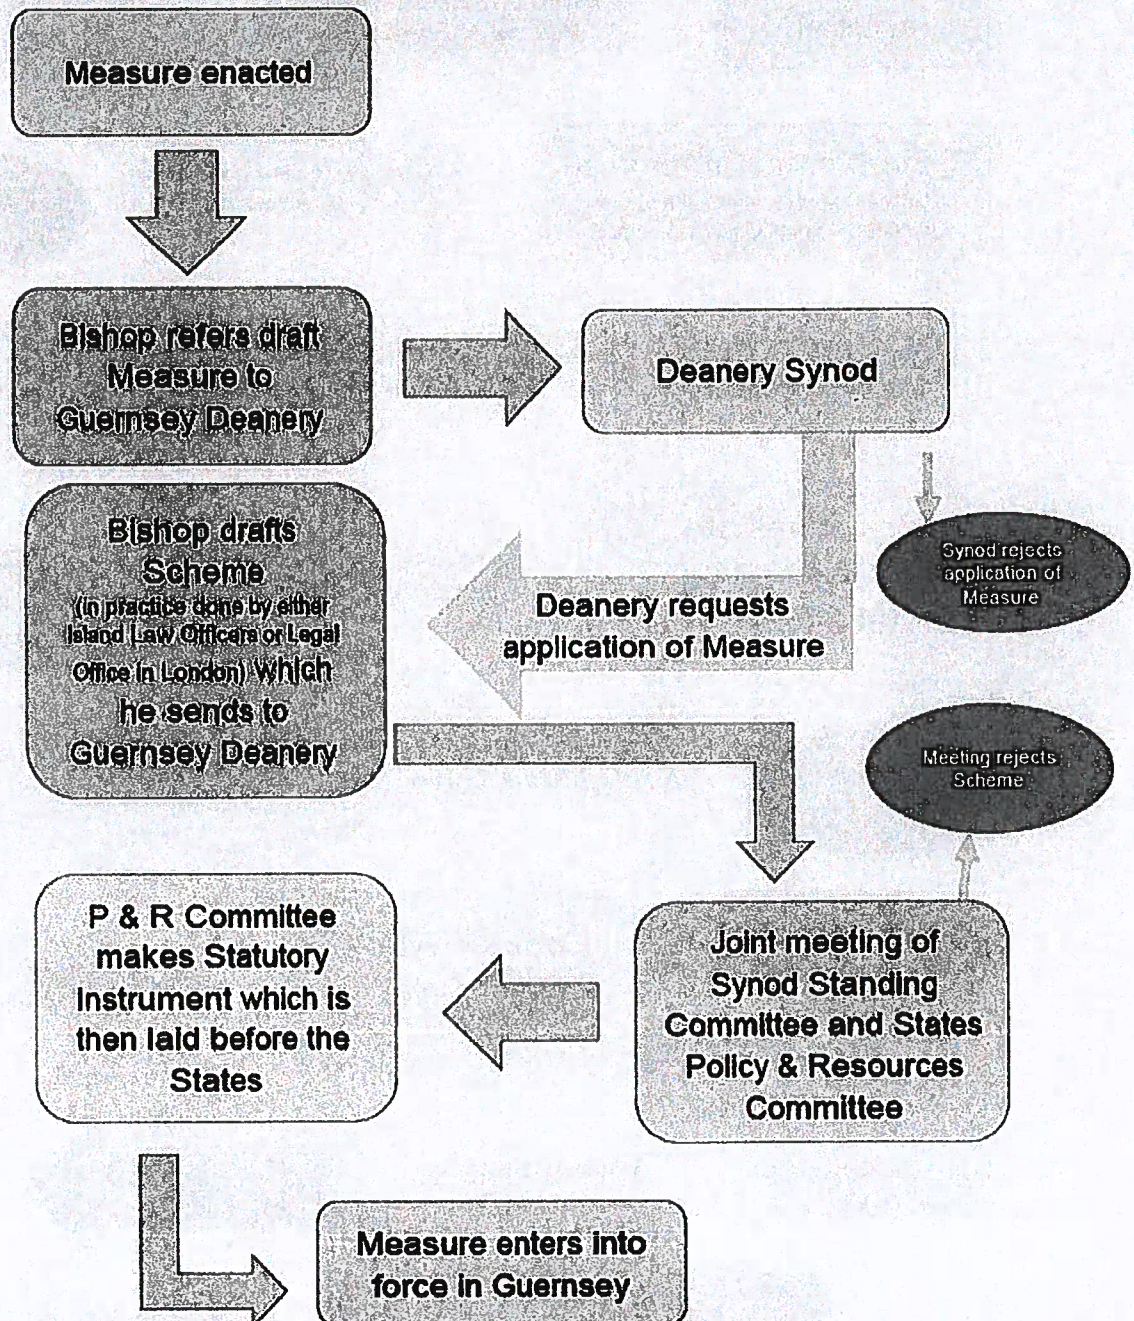 Measure enacted
Bishop refers draft
Measure to
Guernsey Deanery
Deanery Synod
Synod rejects
application of
Measure
Bishop drafts
Scheme
(in practice done by either
Island Law Officers or Legal
Office in London) Which
he sends to
Guernsey Deanery
Deanery requests
application of Measure
Meeting rejects
Scheme
Joint meeting of
Synod Standing
Committee and States
Policy & Resources
Committee
P & R Committee
makes Statutory
Instrument which is
then laid before the
States
Measure enters into
force in Guernsey